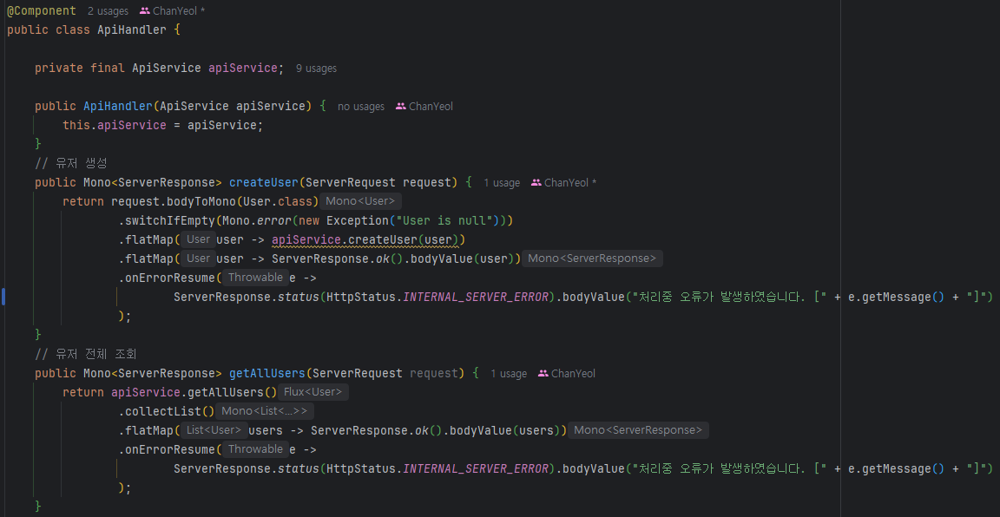 @Component 2 usages ChanYeol *
public class ApiHandler {
private final ApiService apiService; 9 usages
public ApiHandler(ApiService apiService) { no usages ChanYeol
this.apiService = apiService;
}
// 유저 생성
public Mono<ServerResponse> createUser(ServerRequest request) { 1 usage ChanYeol *
return request.bodyToMono(User.class) Mono<User>
.switchIfEmpty(Mono.error(new Exception("User is null")))
.flatMap( User user -> apiService.createUser(user))
.flatMap( User user -> ServerResponse.ok().bodyValue(user)) Mono<ServerResponse>
.onErrorResume( Throwable e ->
ServerResponse.status(HttpStatus.INTERNAL_SERVER_ERROR).bodyValue("처리중 오류가 발생하였습니다. [" + e.getMessage() + "]")
);
}
// 유저 전체 조회
public Mono<ServerResponse> getAllUsers(ServerRequest request) { 1 usage ChanYeol
return apiService.getAllUsers() Flux<User>
.collectList() Mono<List<...>>
.flatMap( List<User> users -> ServerResponse.ok().bodyValue(users)) Mono<ServerResponse>
.onErrorResume( Throwable e ->
ServerResponse.status(HttpStatus.INTERNAL_SERVER_ERROR).bodyValue("처리중 오류가 발생하였습니다. [" + e.getMessage() + "]")
);
}